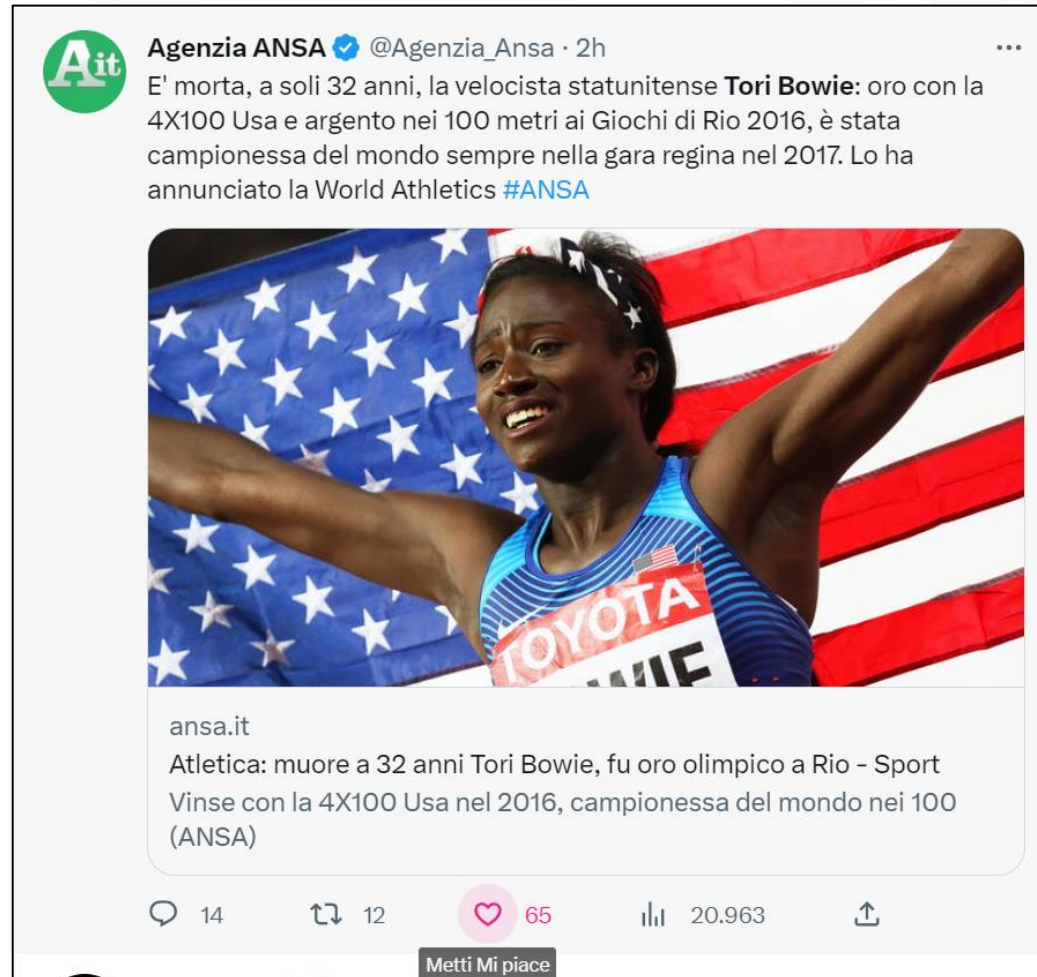 Ait
Agenzia ANSA @Agenzia_Ansa · 2h
E' morta, a soli 32 anni, la velocista statunitense Tori Bowie: oro con la
4X100 Usa e argento nei 100 metri ai Giochi di Rio 2016, è stata
campionessa del mondo sempre nella gara regina nel 2017. Lo ha
annunciato la World Athletics #ANSA
TOYOTA
WIE
ansa.it
Atletica: muore a 32 anni Tori Bowie, fu oro olimpico a Rio - Sport
Vinse con la 4X100 Usa nel 2016, campionessa del mondo nei 100
(ANSA)
14 12 65 20.963
Metti Mi piace